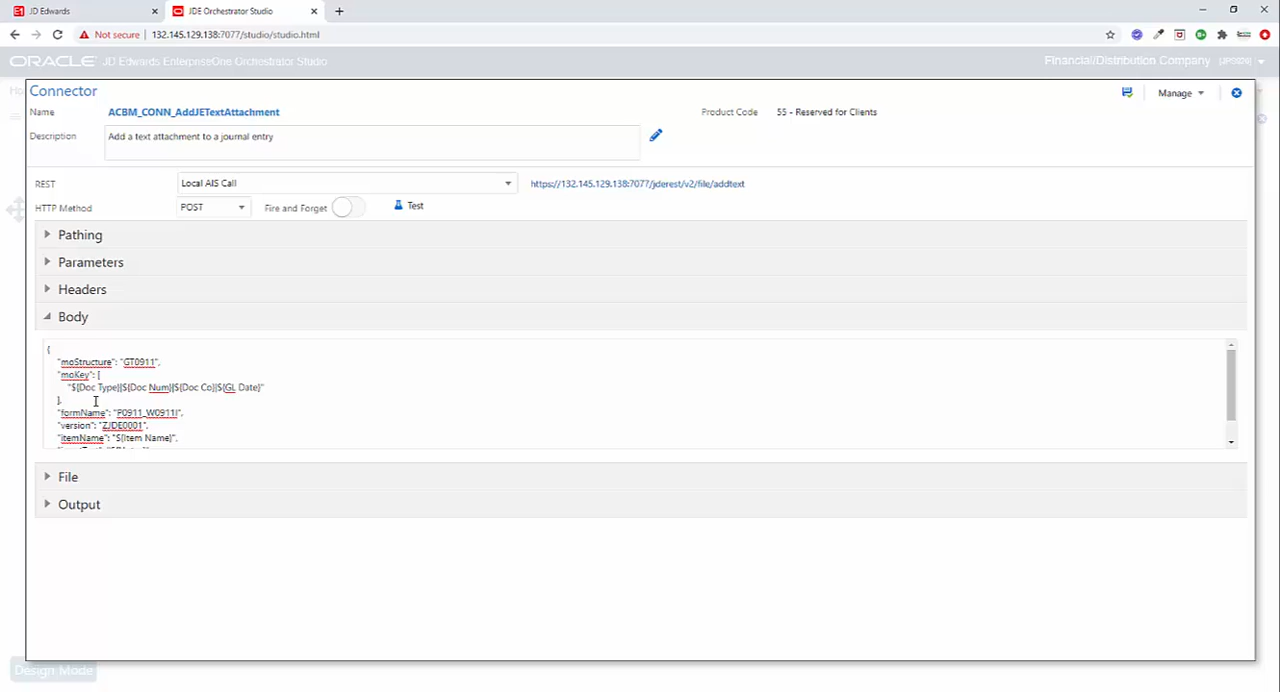 JD Edwards
JDE Orchestrator Studio
Not secure
132.145.129.138:7077/studio/studio.html
ORACLE JD Edwards EnterpriseOne Orchestrator Studio
Financial/Distribution Company
Connector
Manage
Name
ACBM_CONN_AddJETextAttachment
Product Code
55 - Reserved for Clients
Description
Add a text attachment to a journal entry
REST
Local AIS Call
https://132.145.129.138:7077/jderest/v2/file/addtext
HTTP Method
POST
Fire and Forget
Test
Pathing
Parameters
Headers
Body
{
"moStructure": "GT0911",
"moKey": [
"${Doc Type}|${Doc Num}|${Doc Co}|${GL Date}"
],
"formName": "P0911_W0911I",
"version": "ZJDE0001",
"itemName": "${Item Name}",
File
Output
Design Mode